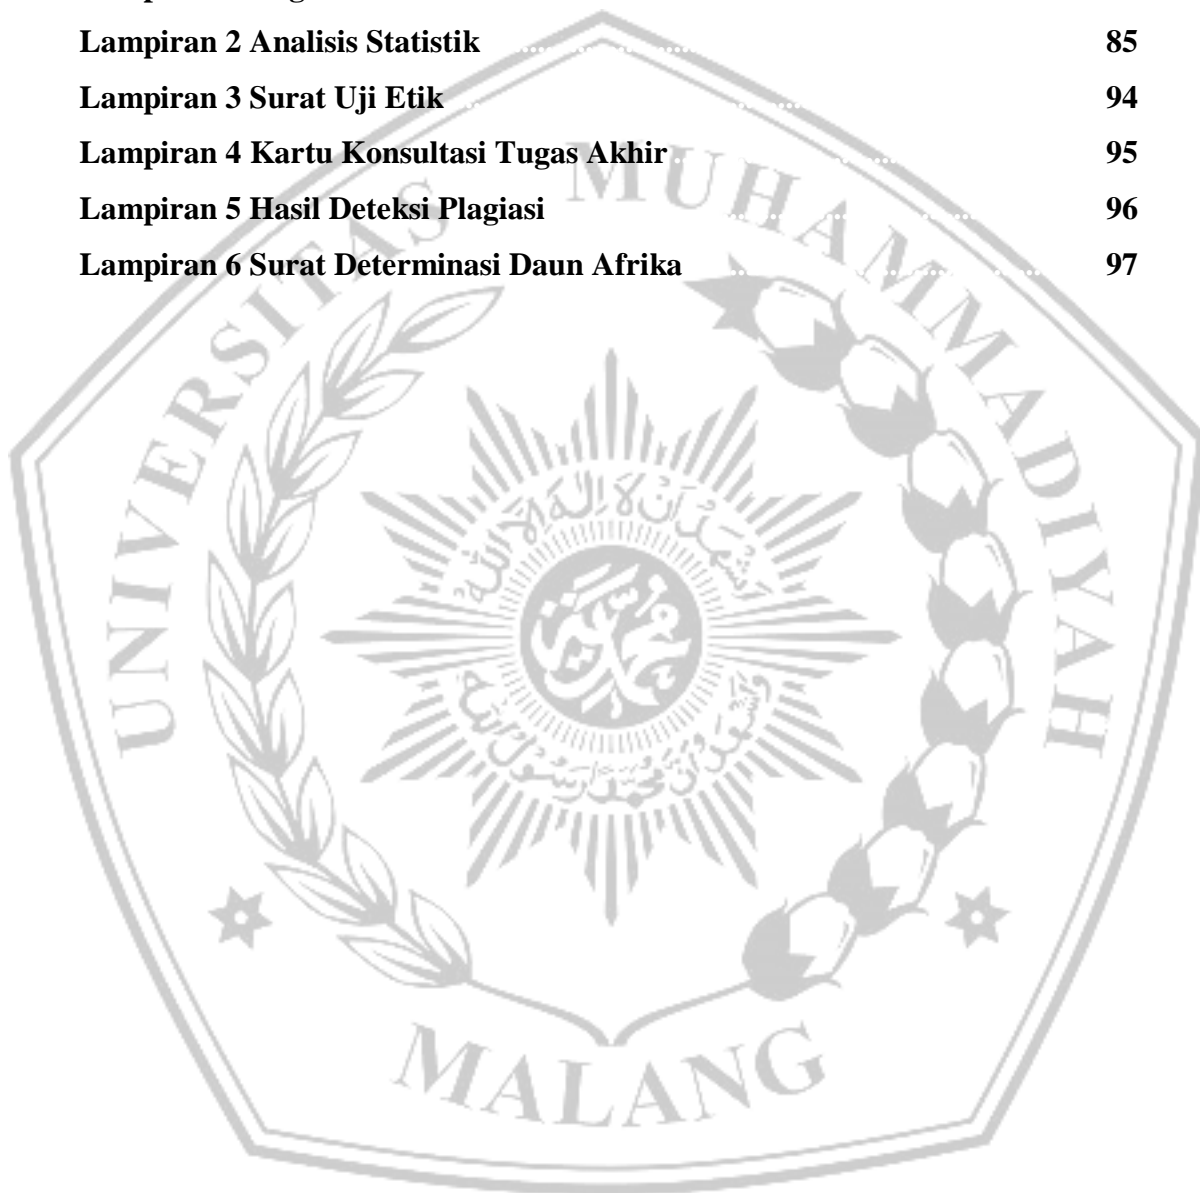 Lampiran 2 Analisis Statistik 85
Lampiran 3 Surat Uji Etik 94
Lampiran 4 Kartu Konsultasi Tugas Akhir 95
Lampiran 5 Hasil Deteksi Plagiasi 96
Lampiran 6 Surat Determinasi Daun Afrika 97
UNIVERSITAS MUHAMMADIYAH
MALANG